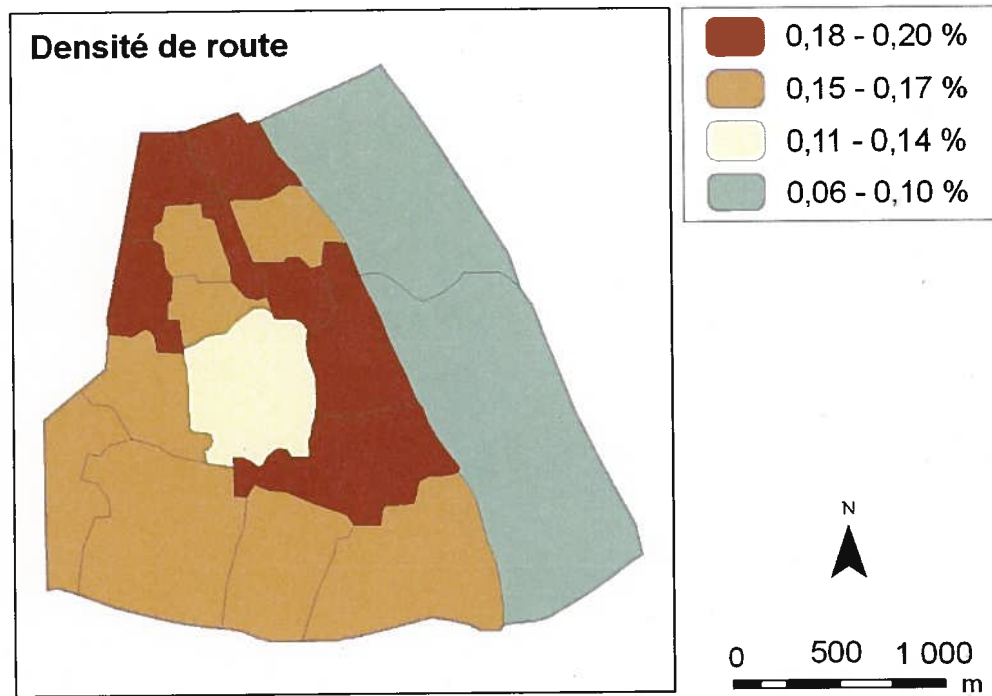 Densité de route
0,18 - 0,20 %
0,15 - 0,17 %
0,11 - 0,14 %
0,06 - 0,10 %
N
0 500 1 000
m